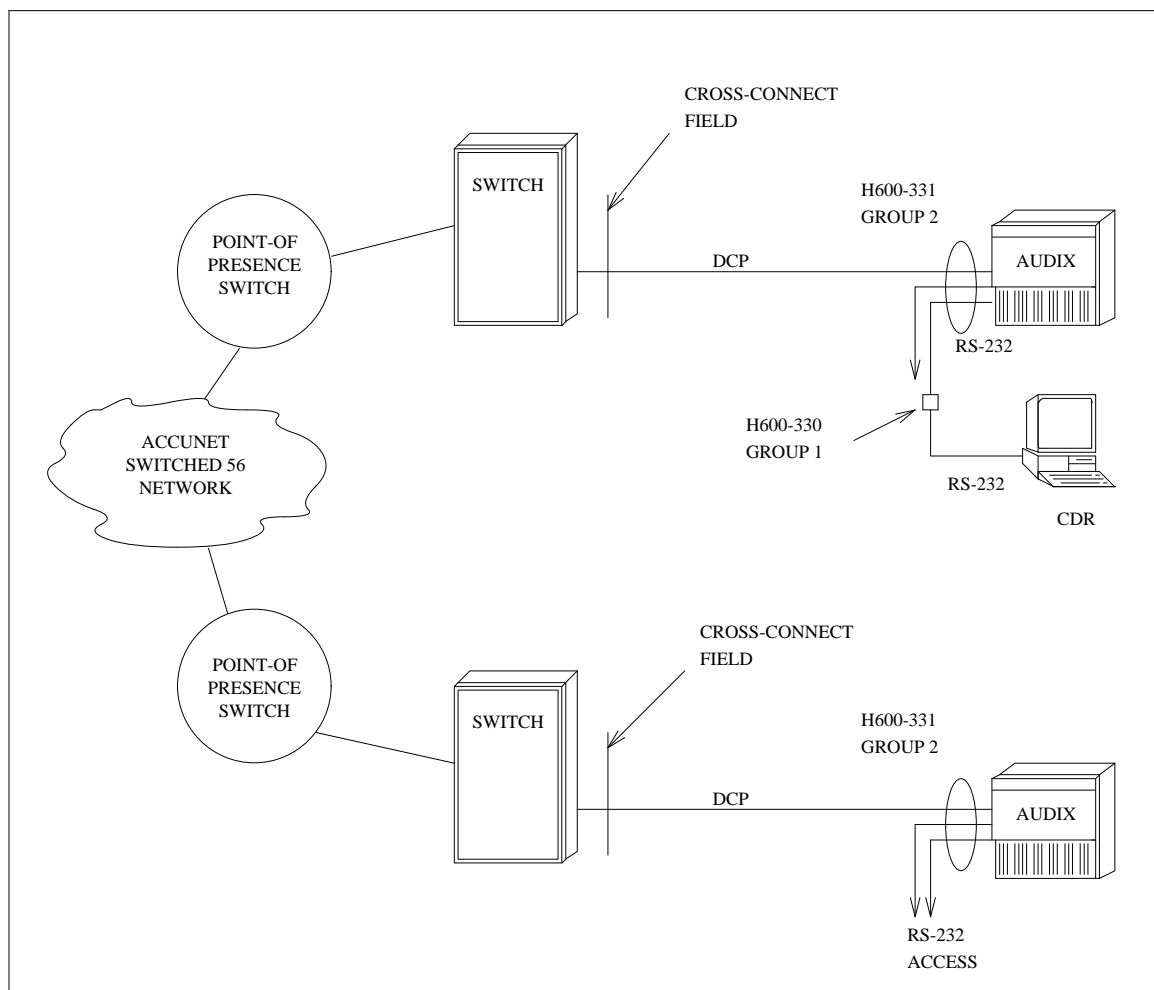 CROSS-CONNECT
FIELD
SWITCH
H600-331
GROUP 2
POINT-OF
PRESENCE
SWITCH
DCP
AUDIX
RS-232
H600-330
GROUP 1
RS-232
CDR
ACCUNET
SWITCHED 56
NETWORK
CROSS-CONNECT
FIELD
POINT-OF
PRESENCE
SWITCH
SWITCH
H600-331
GROUP 2
DCP
AUDIX
RS-232
ACCESS